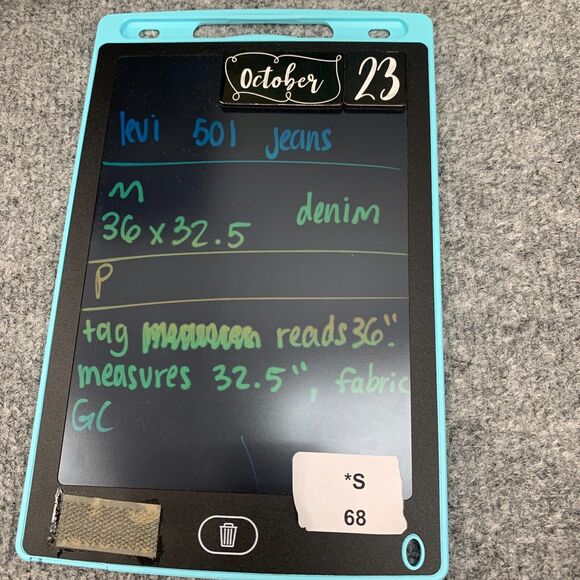 October 23
levi 501 jeans
M
36 x 32.5 denim
P
tag reads 36".
measures 32.5", fabric
GC
*S
68